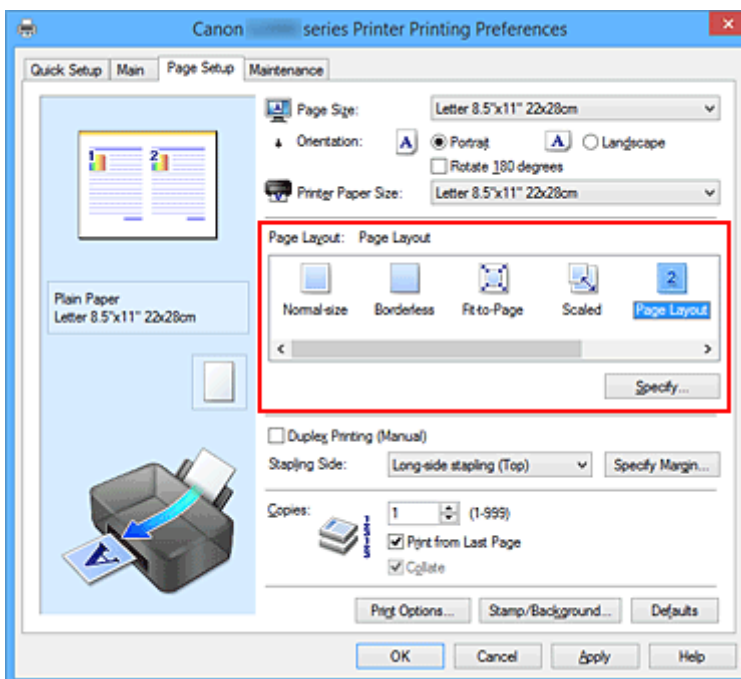 Canon series Printer Printing Preferences
Quick Setup Main Page Setup Maintenance
1 2
Plain Paper
Letter 8.5"x11" 22x28cm
Page Size: Letter 8.5"x11" 22x28cm
Orientation: A Portrait A Landscape
Rotate 180 degrees
Printer Paper Size: Letter 8.5"x11" 22x28cm
Page Layout: Page Layout
2
Normal-size Borderless Fit-to-Page Scaled Page Layout
Specify...
Duplex Printing (Manual)
Stapling Side: Long-side stapling (Top) Specify Margin...
Copies: 1 (1-999)
Print from Last Page
Collate
A
Print Options... Stamp/Background... Defaults
OK Cancel Apply Help